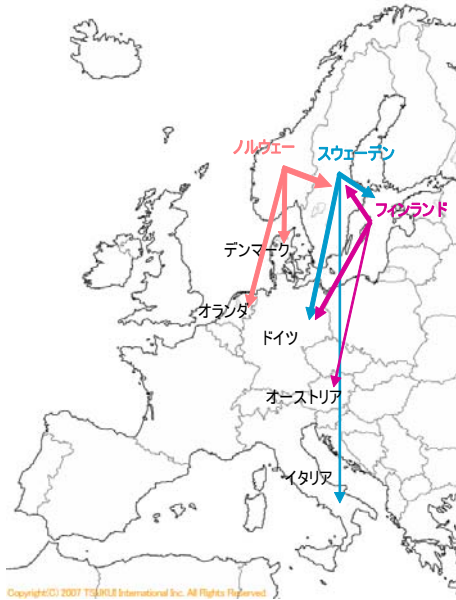 ノルウェー
スウェーデン
フィンランド
デンマーク
オランダ
ドイツ
オーストリア
イタリア
Copyright(C) 2007 TSUKUI International Inc. All Rights Reserved.